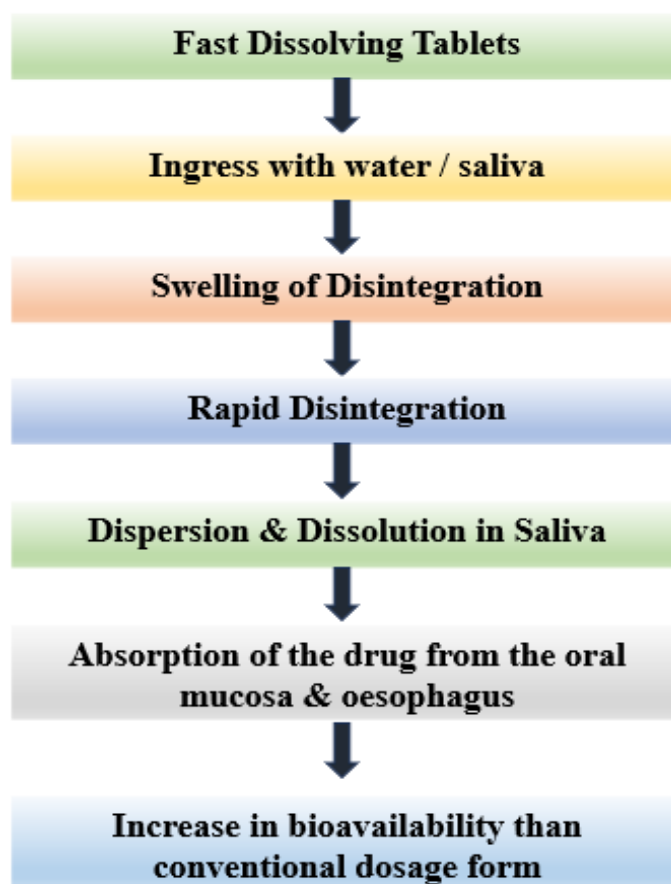 Fast Dissolving Tablets
Ingress with water / saliva
Swelling of Disintegration
Rapid Disintegration
Dispersion & Dissolution in Saliva
Absorption of the drug from the oral
mucosa & oesophagus
Increase in bioavailability than
conventional dosage form